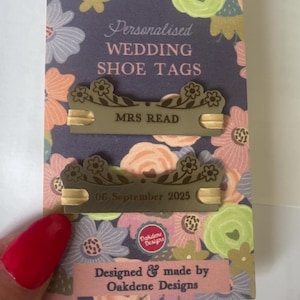 Personalised
WEDDING
SHOE TAGS
MRS READ
06 September 2025
Oakdene
Designs
Designed & made by
Oakdene Designs